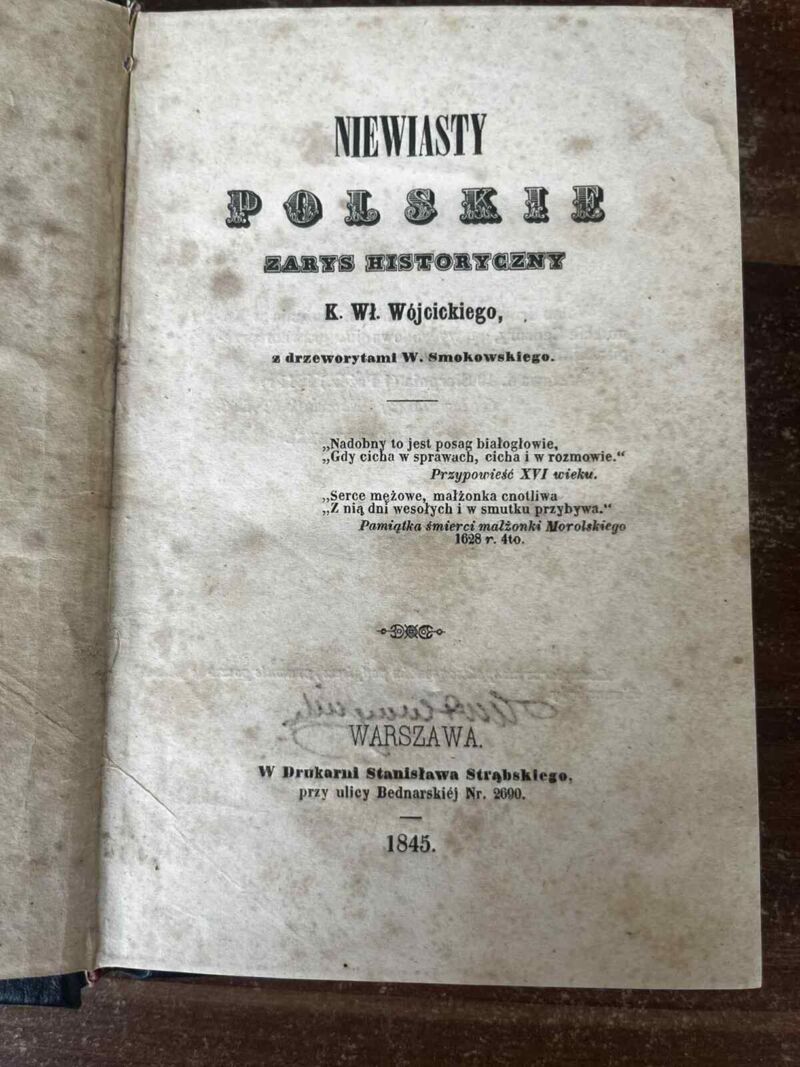 NIEWIASTY
POLSKIE
ZARYS HISTORYCZNY
K. Wł. Wójcickiego,
z drzeworytami W. Smokowskiego.
„Nadobny to jest posag białogłowie,
„Gdy cicha w sprawach, cicha i w rozmowie.“
Przypowieść XVI wieku.
„Serce mężowe, małżonka cnotliwa
„Z nią dni wesołych i w smutku przybywa.“
Pamiątka śmierci małżonki Morolskiego
1628 r. 4to.
WARSZAWA.
W Drukarni Stanisława Strąbskiego,
przy ulicy Bednarskiéj Nr. 2690.
1845.